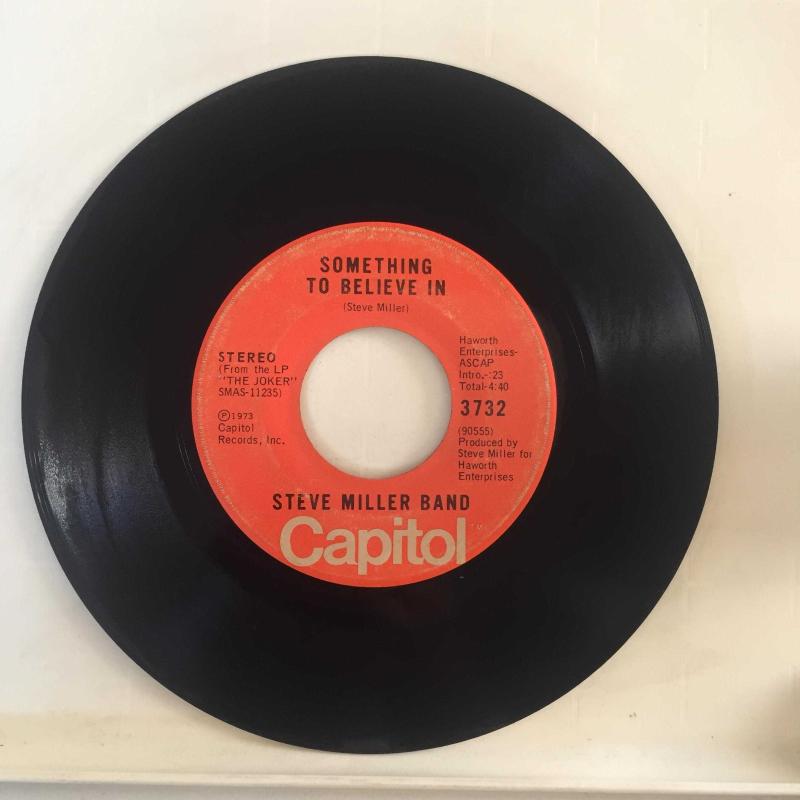 SOMETHING
TO BELIEVE IN
(Steve Miller)
STEREO
(From the LP
"THE JOKER"
SMAS-11235)
Ⓟ1973
Capitol
Records, Inc.
Haworth
Enterprises-
ASCAP
Intro.-:23
Total-4:40
3732
(90555)
Produced by
Steve Miller for
Haworth
Enterprises
STEVE MILLER BAND
Capitol TM